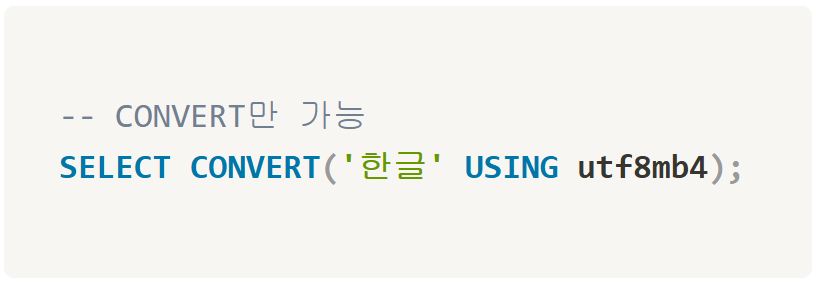 -- CONVERT만 가능
SELECT CONVERT('한글' USING utf8mb4);